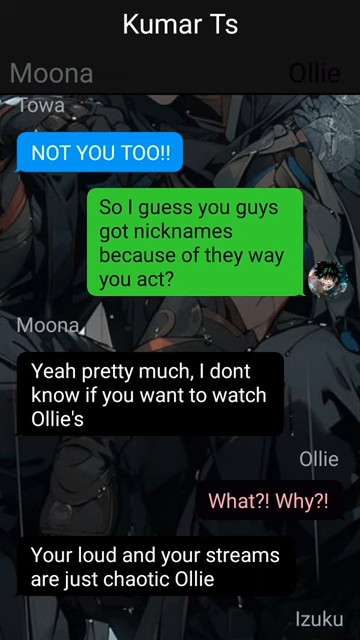 Kumar Ts
Moona
Ollie
Towa
NOT YOU TOO!!
So I guess you guys
got nicknames
because of they way
you act?
Moona
Yeah pretty much, I dont
know if you want to watch
Ollie's
Ollie
What?! Why?!
Your loud and your streams
are just chaotic Ollie
Izuku